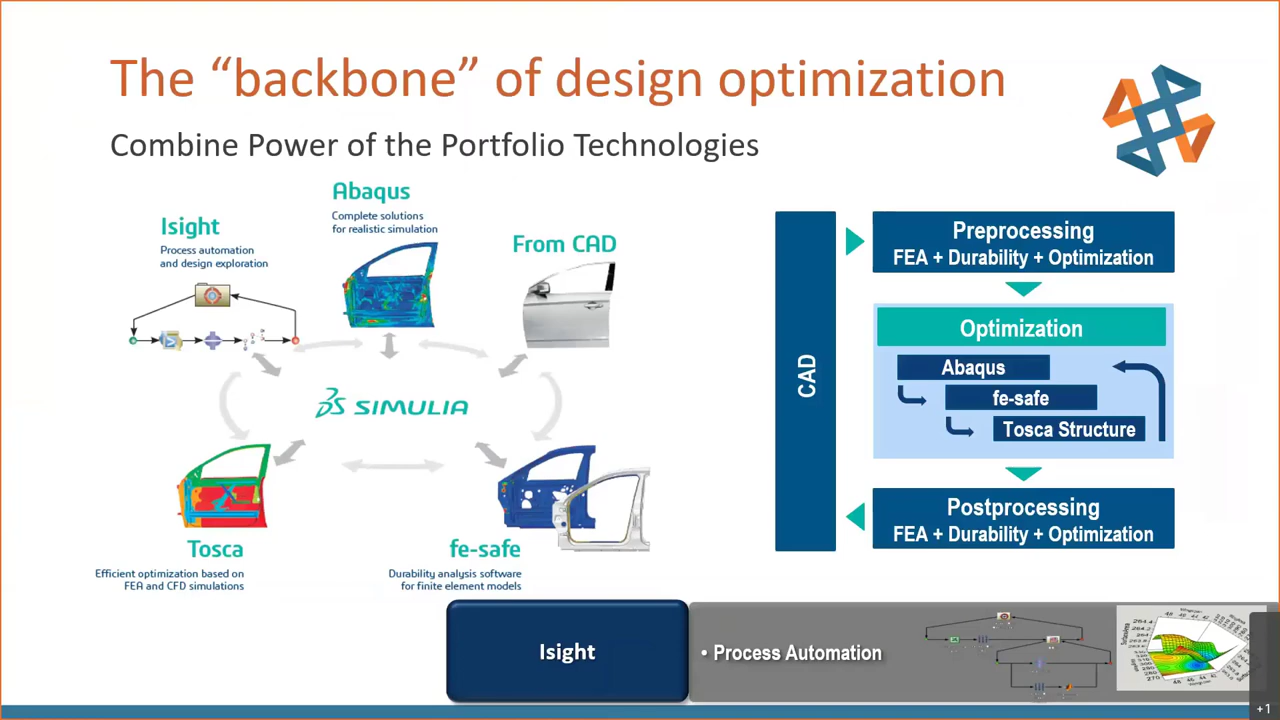 The “backbone” of design optimization
Combine Power of the Portfolio Technologies
Isight
Process automation
and design exploration
Abaqus
Complete solutions
for realistic simulation
From CAD
SIMULIA
Tosca
Efficient optimization based on
FEA and CFD simulations
fe-safe
Durability analysis software
for finite element models
CAD
Preprocessing
FEA + Durability + Optimization
Optimization
Abaqus
fe-safe
Tosca Structure
Postprocessing
FEA + Durability + Optimization
Isight
• Process Automation
+1